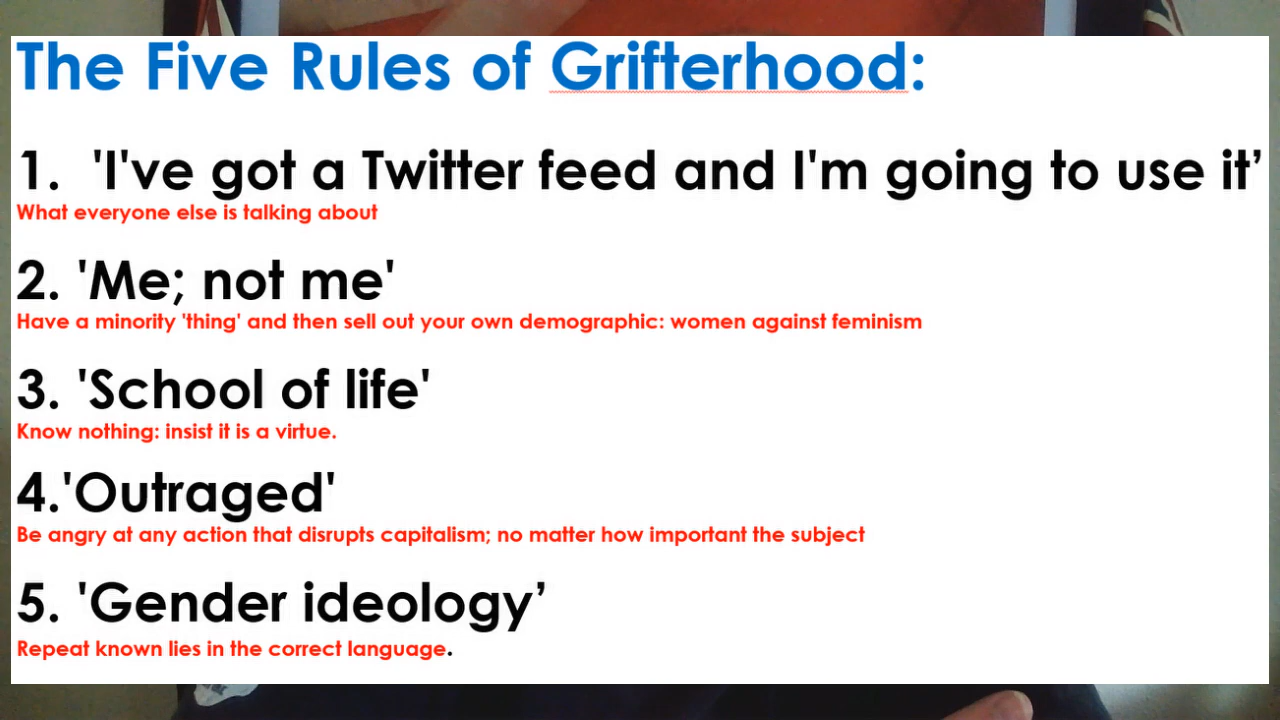 The Five Rules of Grifterhood:
1. 'I've got a Twitter feed and I'm going to use it’
What everyone else is talking about
2. 'Me; not me'
Have a minority 'thing' and then sell out your own demographic: women against feminism
3. 'School of life'
Know nothing: insist it is a virtue.
4.'Outraged'
Be angry at any action that disrupts capitalism; no matter how important the subject
5. 'Gender ideology’
Repeat known lies in the correct language.